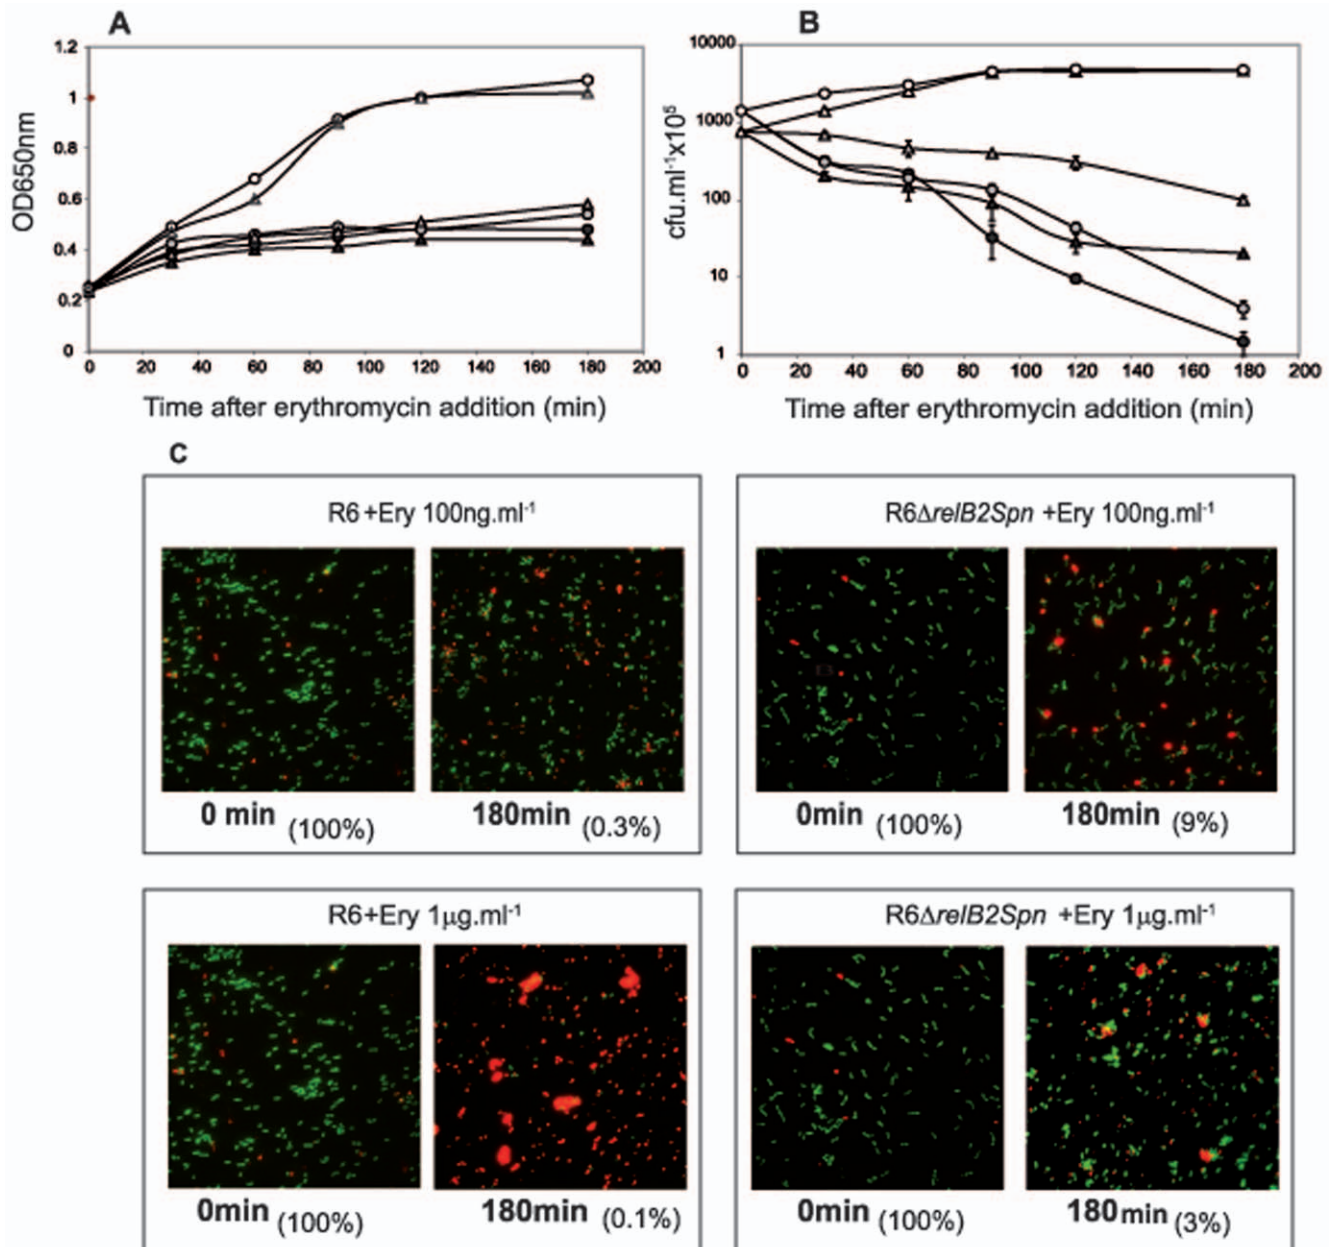 A
B
1.2
1
0.8
0.6
0.4
0.2
0
OD650nm
0 20 40 60 80 100 120 140 160 180 200
Time after erythromycin addition (min)
10000
1000
100
10
1
cfu.ml⁻¹x10⁵
0 20 40 60 80 100 120 140 160 180 200
Time after erythromycin addition (min)
C
R6+Ery 100ng.ml⁻¹
0 min (100%)
180min (0.3%)
R6ΔrelB2Spn +Ery 100ng.ml⁻¹
0min (100%)
180min (9%)
R6+Ery 1µg.ml⁻¹
0min (100%)
180min (0.1%)
R6ΔrelB2Spn +Ery 1µg.ml⁻¹
0min (100%)
180min (3%)